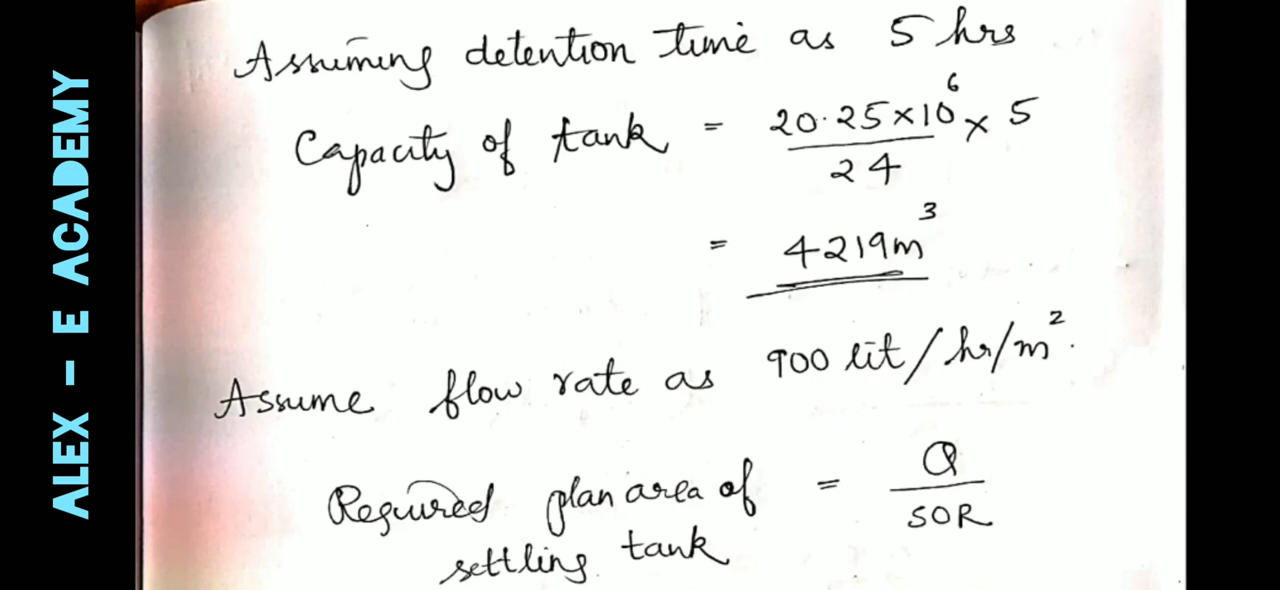 ALEX - E ACADEMY
Assuming detention time as 5 hrs
Capacity of tank = 20.25×10⁶ / 24 × 5
= 4219m³
Assume flow rate as 900 lit/hr/m².
Required plan area of = Q / SOR
settling tank